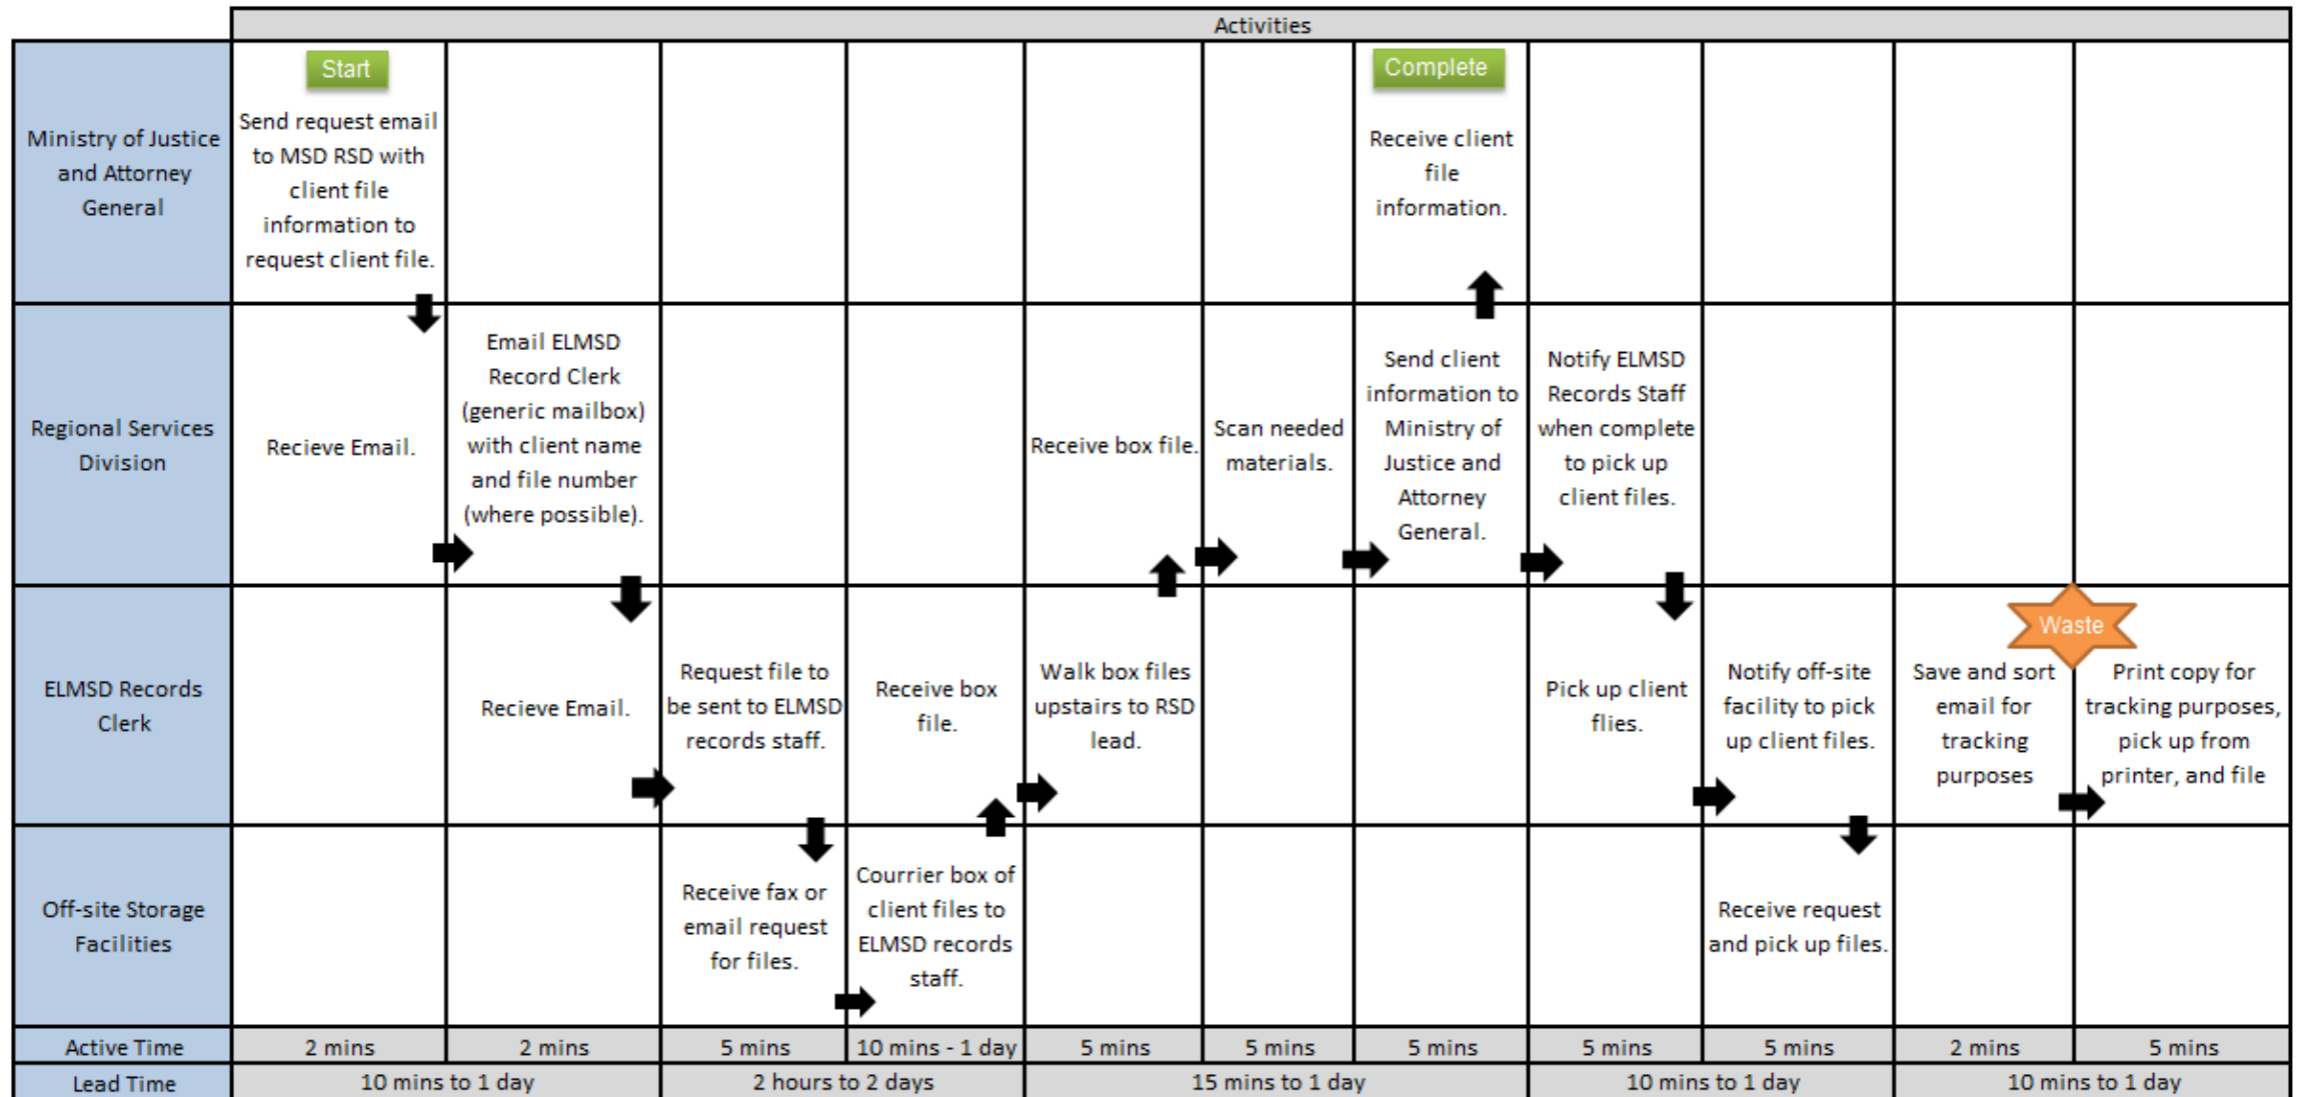 Activities
Ministry of Justice
and Attorney
General
Start
Send request email
to MSD RSD with
client file
information to
request client file.
Complete
Receive client
file
information.
Regional Services
Division
Recieve Email.
Email ELMSD
Record Clerk
(generic mailbox)
with client name
and file number
(where possible).
Receive box file.
Scan needed
materials.
Send client
information to
Ministry of
Justice and
Attorney
General.
Notify ELMSD
Records Staff
when complete
to pick up
client files.
ELMSD Records
Clerk
Recieve Email.
Request file to
be sent to ELMSD
records staff.
Receive box
file.
Walk box files
upstairs to RSD
lead.
Pick up client
flies.
Notify off-site
facility to pick
up client files.
Waste
Save and sort
email for
tracking
purposes
Print copy for
tracking purposes,
pick up from
printer, and file
Off-site Storage
Facilities
Receive fax or
email request
for files.
Courrier box of
client files to
ELMSD records
staff.
Receive request
and pick up files.
Active Time 2 mins 2 mins 5 mins 10 mins - 1 day 5 mins 5 mins 5 mins 5 mins 5 mins 2 mins 5 mins
Lead Time 10 mins to 1 day 2 hours to 2 days 15 mins to 1 day 10 mins to 1 day 10 mins to 1 day